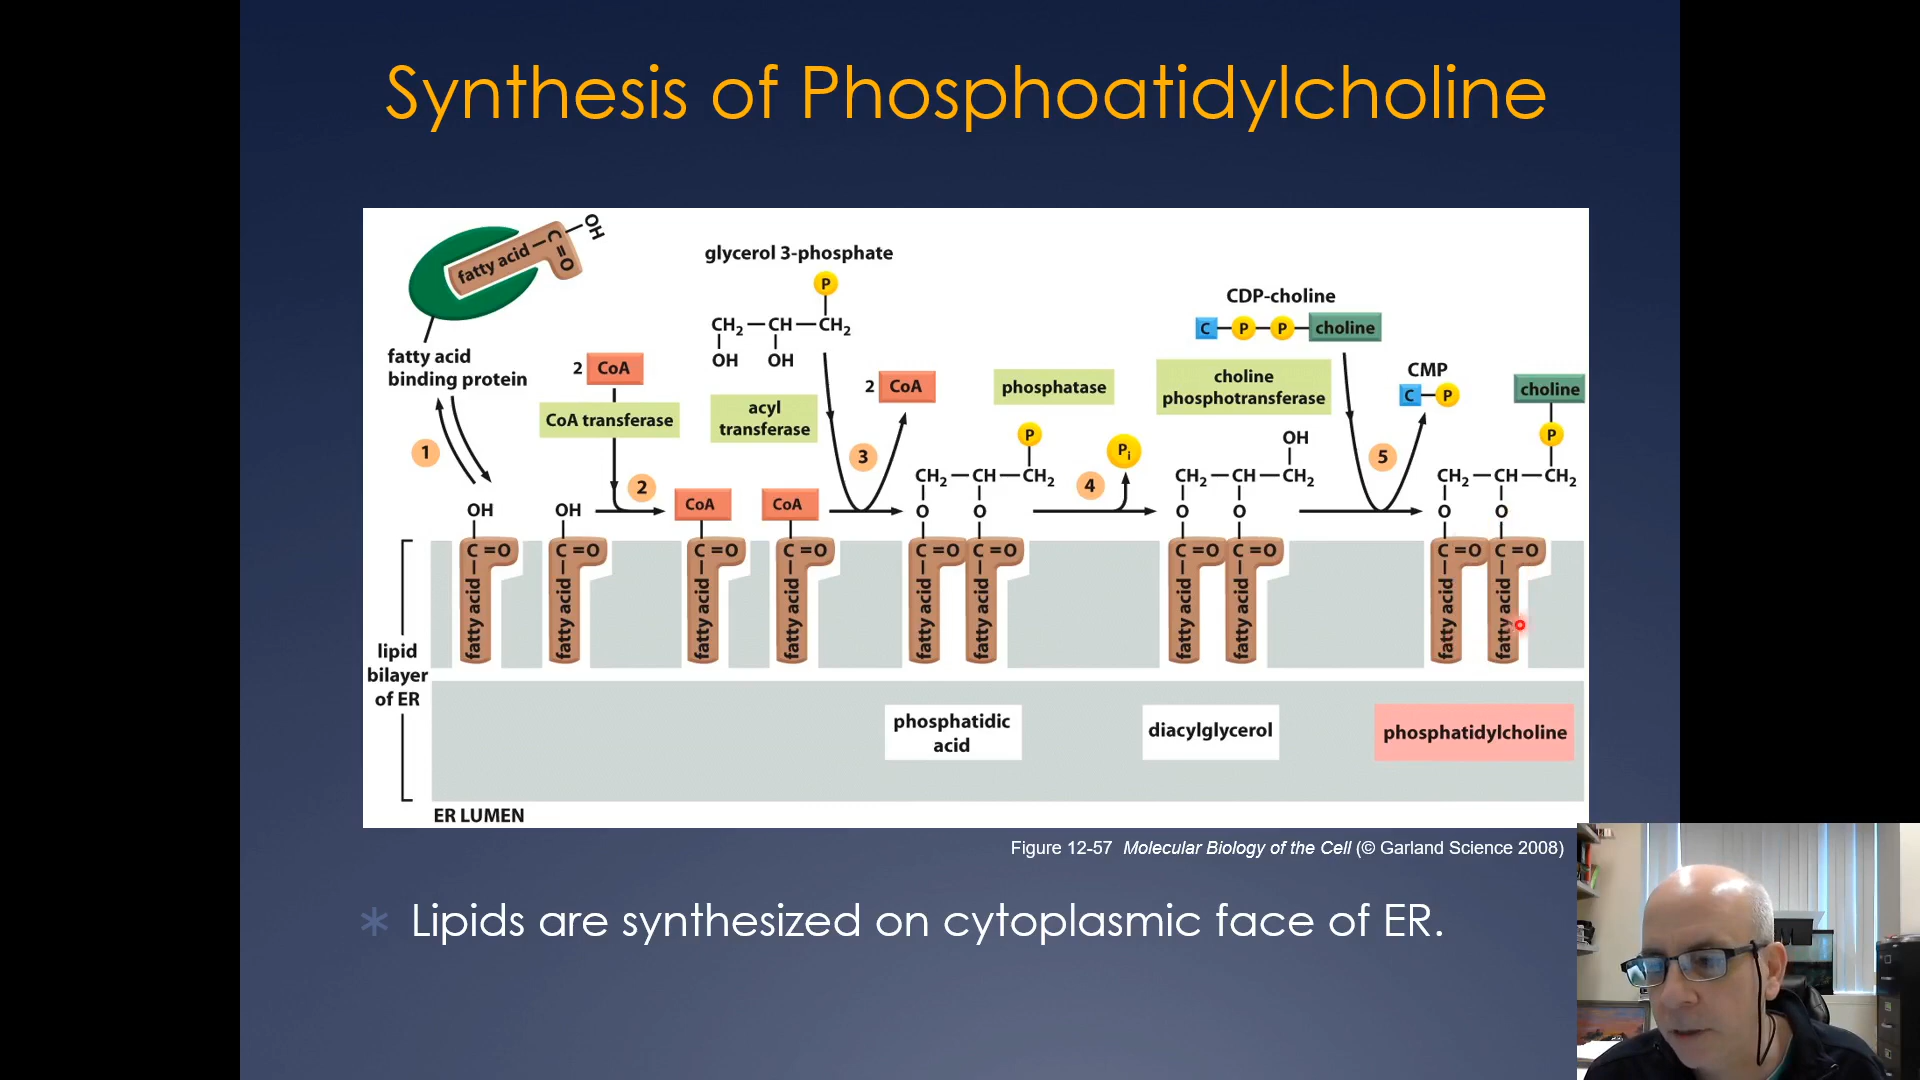 Synthesis of Phosphoatidylcholine
fatty acid
C
=O
OH
fatty acid
binding protein
1
OH
C =O
fatty acid
2 CoA
CoA transferase
2
OH
C =O
fatty acid
CoA
C =O
fatty acid
CoA
C =O
fatty acid
glycerol 3-phosphate
P
CH2 — CH — CH2
OH OH
acyl
transferase
2 CoA
3
P
CH2 — CH — CH2
O O
C =O C =O
fatty acid fatty acid
phosphatidic
acid
phosphatase
Pi
4
OH
CH2 — CH — CH2
O O
C =O C =O
fatty acid fatty acid
diacylglycerol
CDP-choline
C P P choline
choline
phosphotransferase
CMP
C P
5
choline
P
CH2 — CH — CH2
O O
C =O C =O
fatty acid fatty acid
phosphatidylcholine
lipid
bilayer
of ER
ER LUMEN
Figure 12-57 Molecular Biology of the Cell (© Garland Science 2008)
* Lipids are synthesized on cytoplasmic face of ER.